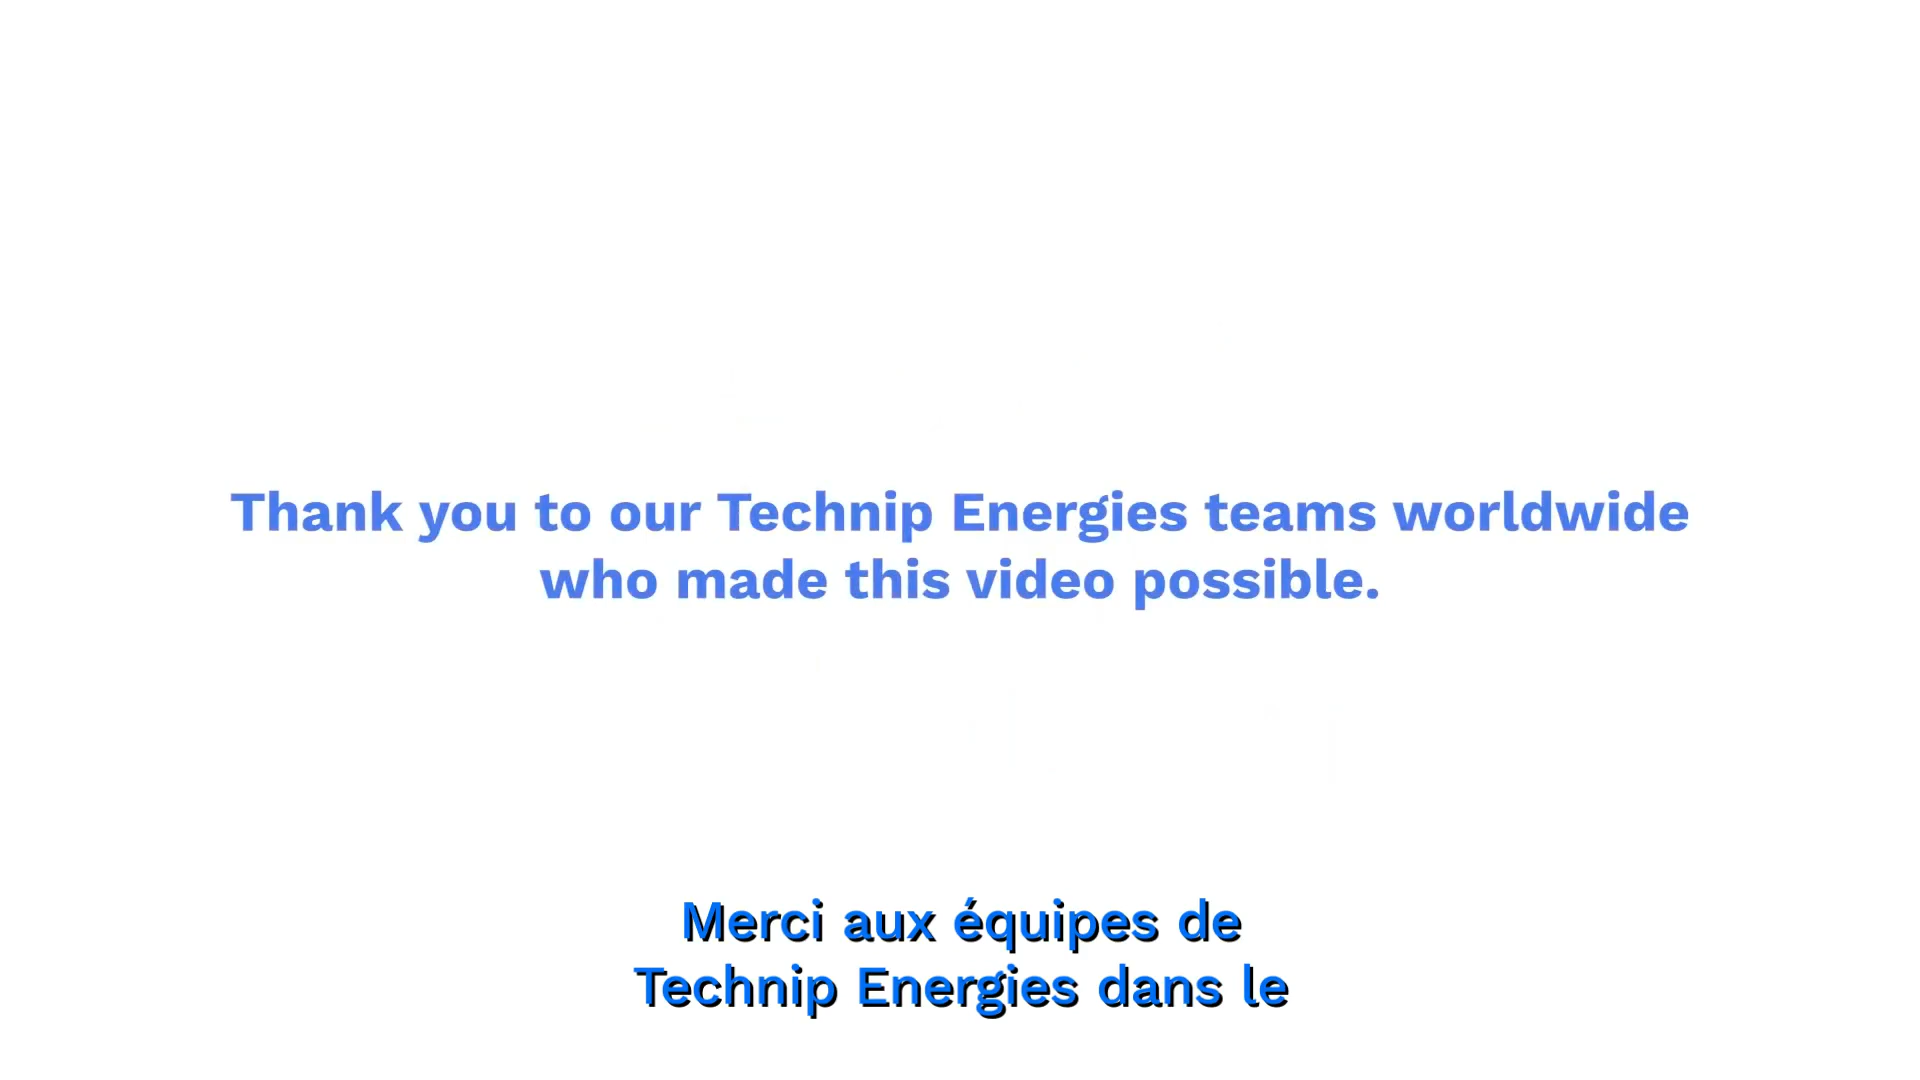 Thank you to our Technip Energies teams worldwide
who made this video possible.
Merci aux équipes de
Technip Energies dans le